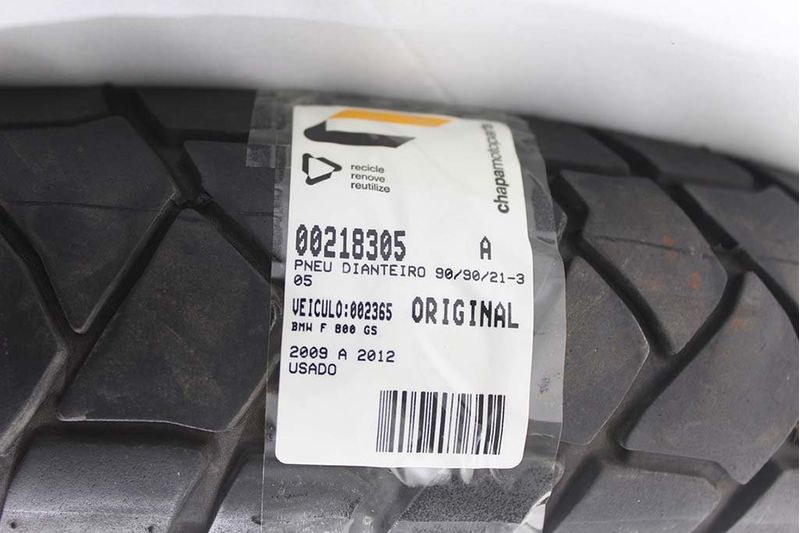 recicle
renove
reutilize
chapamotoparts
00218305 A
PNEU DIANTEIRO 90/90/21-3
05
VEICULO:002365 ORIGINAL
BMW F 800 GS
2009 A 2012
USADO